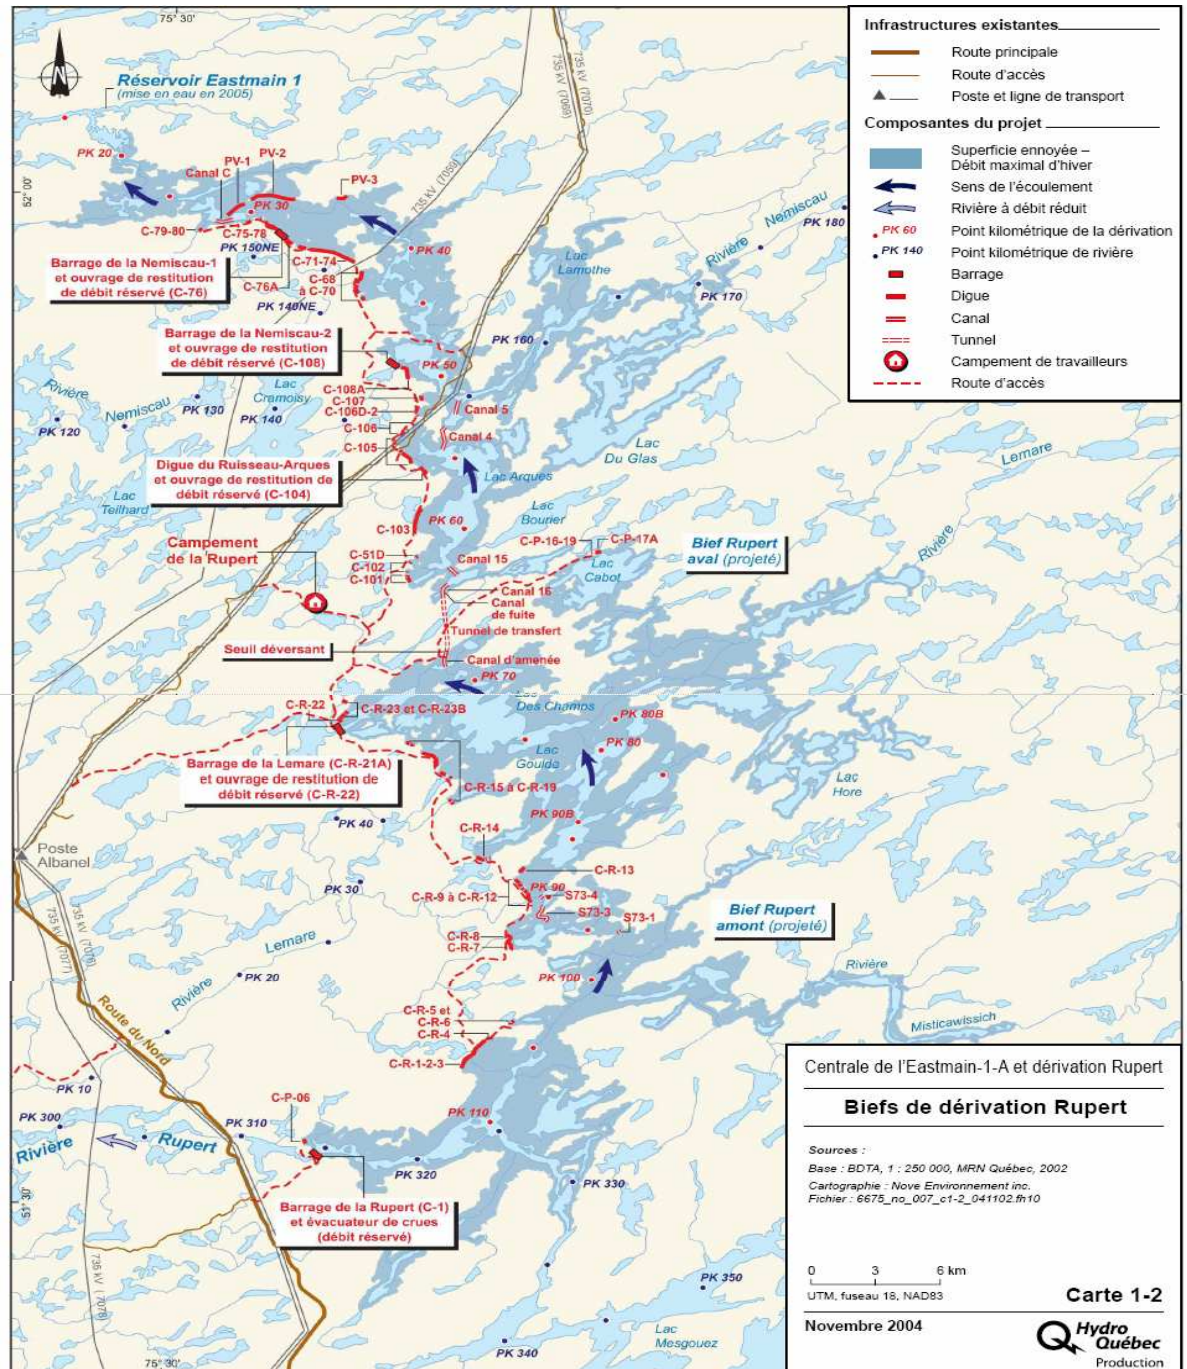 75° 30'
N
Réservoir Eastmain 1
(mise en eau en 2005)
735 kV (7059)
735 kV (7069)
735 kV (7070)
PK 20
PV-2
PV-1
Canal C
PV-3
52° 00'
PK 30
C-79-80
C-75-78
PK 150NE
PK 40
C-71-74
C-76A
C-68
à C-70
PK 140NE
Barrage de la Nemiscau-1
et ouvrage de restitution
de débit réservé (C-76)
Lac
Lamothe
Rivière
Nemiscau
PK 180
PK 170
PK 160
Barrage de la Nemiscau-2
et ouvrage de restitution
de débit réservé (C-108)
PK 50
Lac
Cramoisy
C-108A
C-107
C-106D-2
C-106
C-105
Canal 5
Canal 4
Rivière
Nemiscau
PK 130
PK 140
PK 120
Digue du Ruisseau-Arques
et ouvrage de restitution de
débit réservé (C-104)
Lac
Du Glas
Lac Arques
Lemare
Rivière
Lac
Teilhard
C-103
PK 60
Lac
Bourier
C-P-16-19
C-P-17A
Lac
Cabot
Bief Rupert
aval (projeté)
Campement
de la Rupert
C-51D
C-102
C-101
Canal 15
Canal 16
Canal
de fuite
Tunnel de transfert
Seuil déversant
Canal d'amenée
PK 70
Lac
Des Champs
C-R-22
C-R-23 et C-R-23B
PK 80B
PK 80
Lac
Goulde
Barrage de la Lemare (C-R-21A)
et ouvrage de restitution de
débit réservé (C-R-22)
C-R-15 à C-R-19
Lac
Hore
PK 40
PK 90B
C-R-14
Poste
Albanel
C-R-13
PK 30
PK 90
C-R-9 à C-R-12
S73-4
S73-3
S73-1
Bief Rupert
amont (projeté)
735 kV (7076)
735 kV (7077)
C-R-8
C-R-7
Rivière
Lemare
PK 20
PK 100
Rivière
Misticawissich
Route du Nord
C-R-5 et
C-R-6
C-R-4
C-R-1-2-3
PK 10
PK 300
C-P-06
PK 310
PK 110
Rivière
Rupert
PK 320
PK 330
51° 30'
Barrage de la Rupert (C-1)
et évacuateur de crues
(débit réservé)
735 kV (7078)
PK 350
Lac
Mesgouez
PK 340
75° 30'
Infrastructures existantes
Route principale
Route d'accès
Poste et ligne de transport
Composantes du projet
Superficie ennoyée –
Débit maximal d'hiver
Sens de l'écoulement
Rivière à débit réduit
PK 60 Point kilométrique de la dérivation
PK 140 Point kilométrique de rivière
Barrage
Digue
Canal
Tunnel
Campement de travailleurs
Route d'accès
Centrale de l'Eastmain-1-A et dérivation Rupert
Biefs de dérivation Rupert
Sources :
Base : BDTA, 1 : 250 000, MRN Québec, 2002
Cartographie : Nove Environnement inc.
Fichier : 6675_no_007_c1-2_041102.fh10
0 3 6 km
UTM, fuseau 18, NAD83
Carte 1-2
Novembre 2004
Hydro
Québec
Production